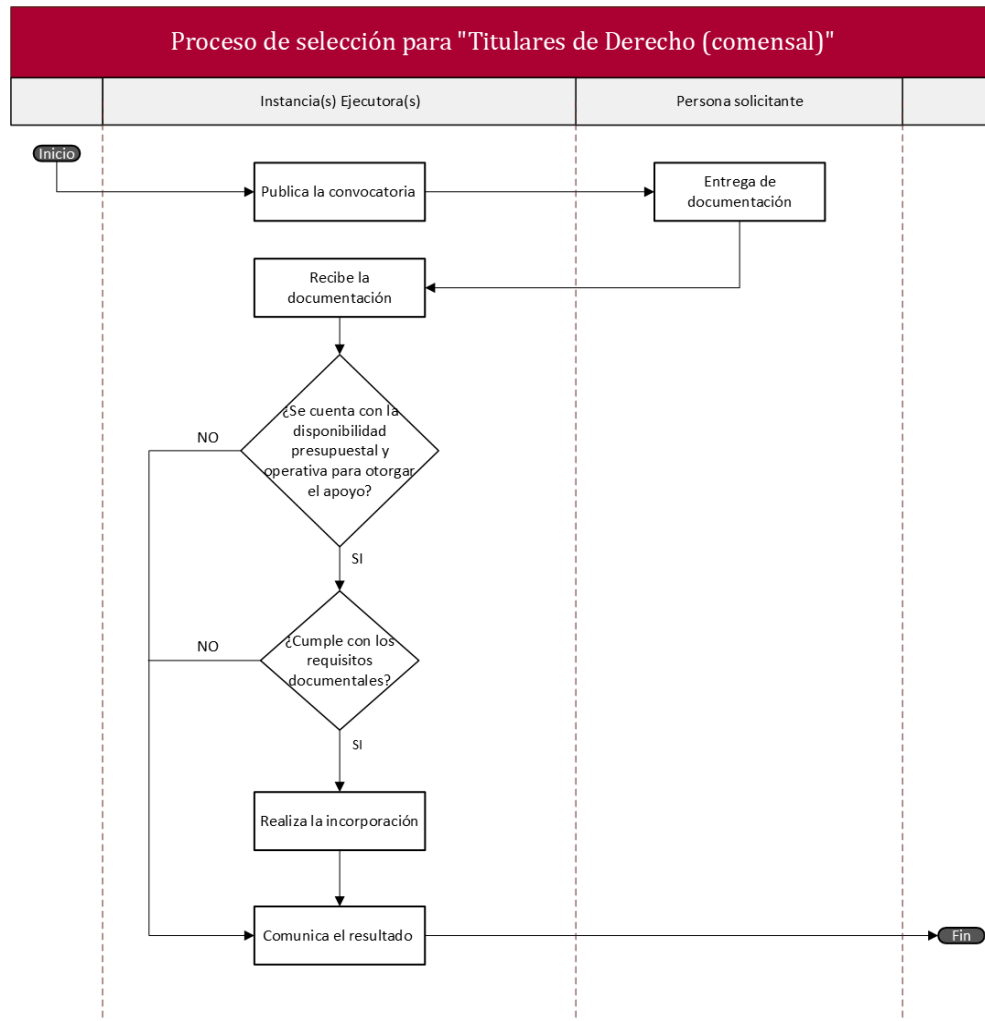 Proceso de selección para "Titulares de Derecho (comensal)"
Instancia(s) Ejecutora(s)
Persona solicitante
Inicio
Publica la convocatoria
Entrega de
documentación
Recibe la
documentación
¿Se cuenta con la
disponibilidad
presupuestal y
operativa para otorgar
el apoyo?
NO
SI
¿Cumple con los
requisitos
documentales?
NO
SI
Realiza la incorporación
Comunica el resultado
Fin